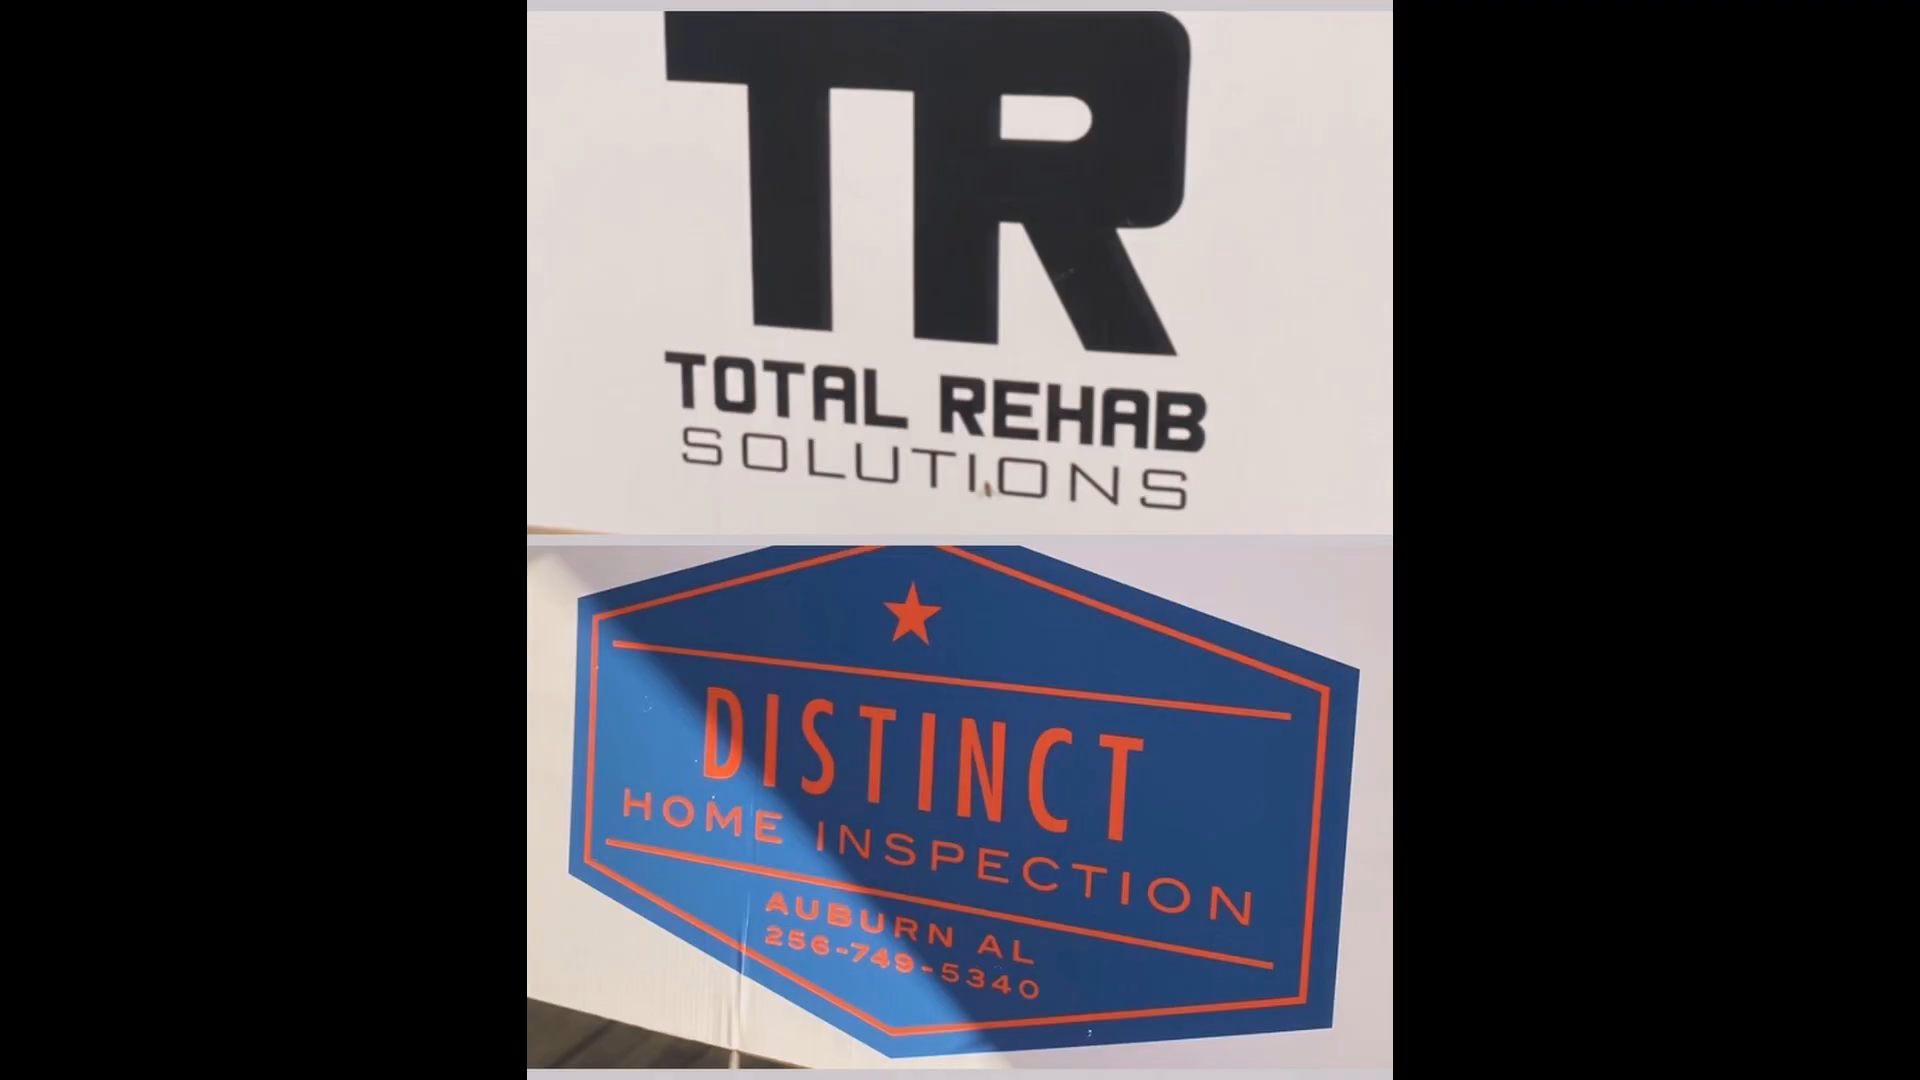 TR
TOTAL REHAB
SOLUTIONS
DISTINCT
HOME INSPECTION
AUBURN AL
256-749-5340